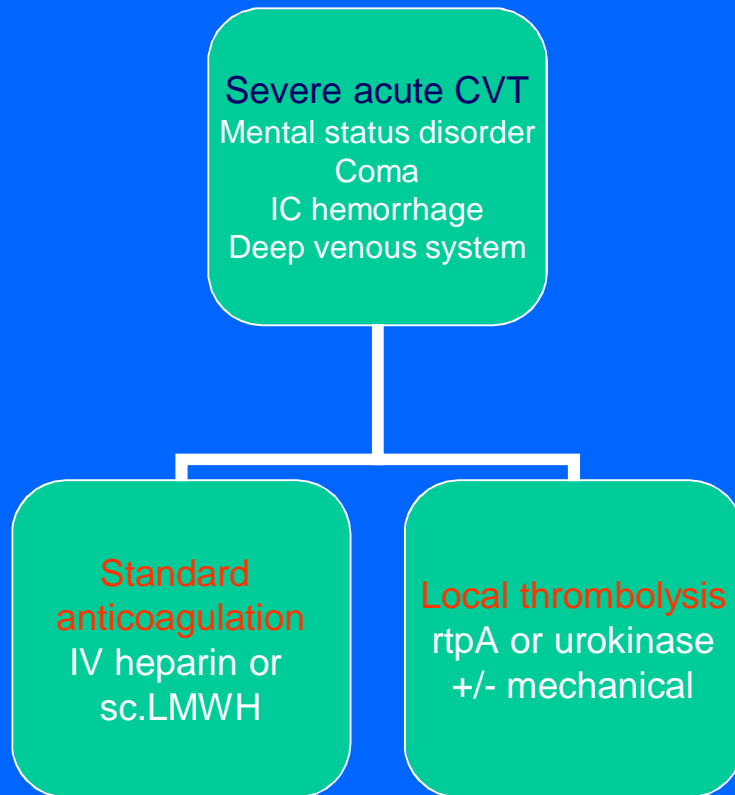 Severe acute CVT
Mental status disorder
Coma
IC hemorrhage
Deep venous system
Standard
anticoagulation
IV heparin or
sc.LMWH
Local thrombolysis
rtpA or urokinase
+/- mechanical